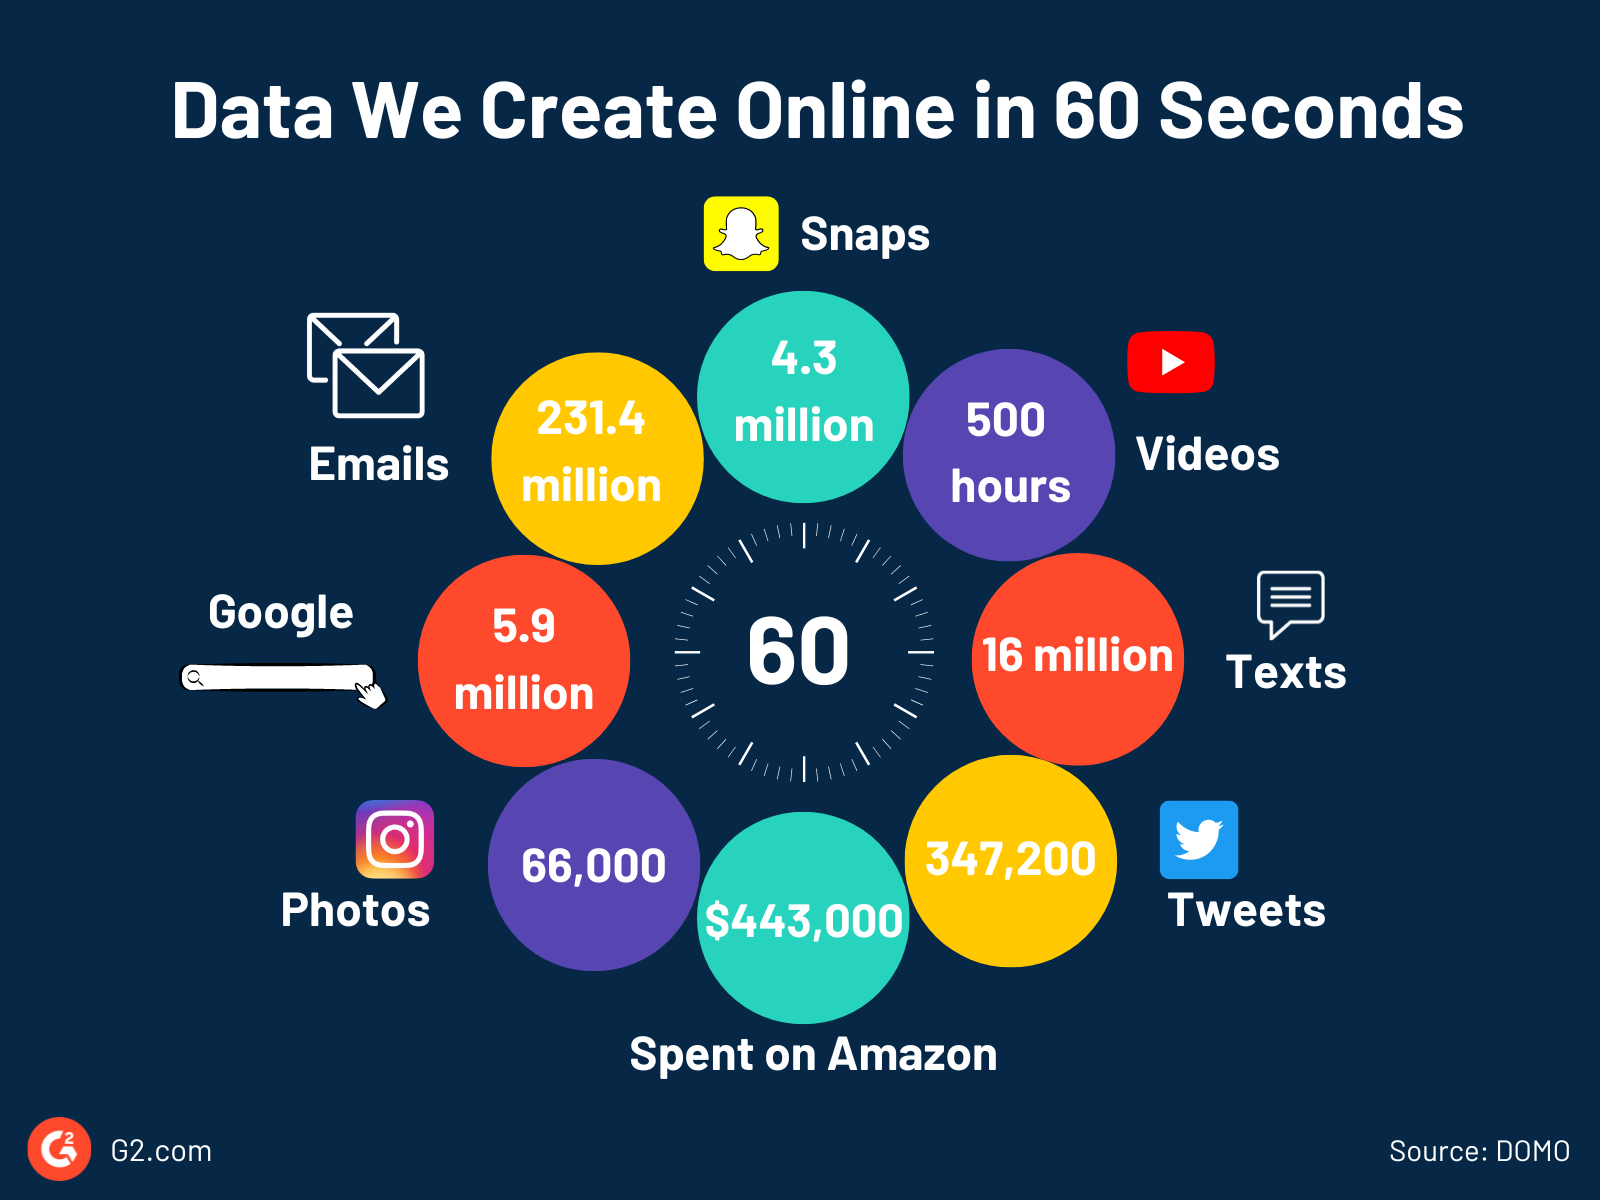 Data We Create Online in 60 Seconds
Snaps
4.3
million
Emails
231.4
million
500
hours
Videos
Google
5.9
million
60
16 million
Texts
Photos
66,000
$443,000
347,200
Tweets
Spent on Amazon
G2
G2.com
Source: DOMO